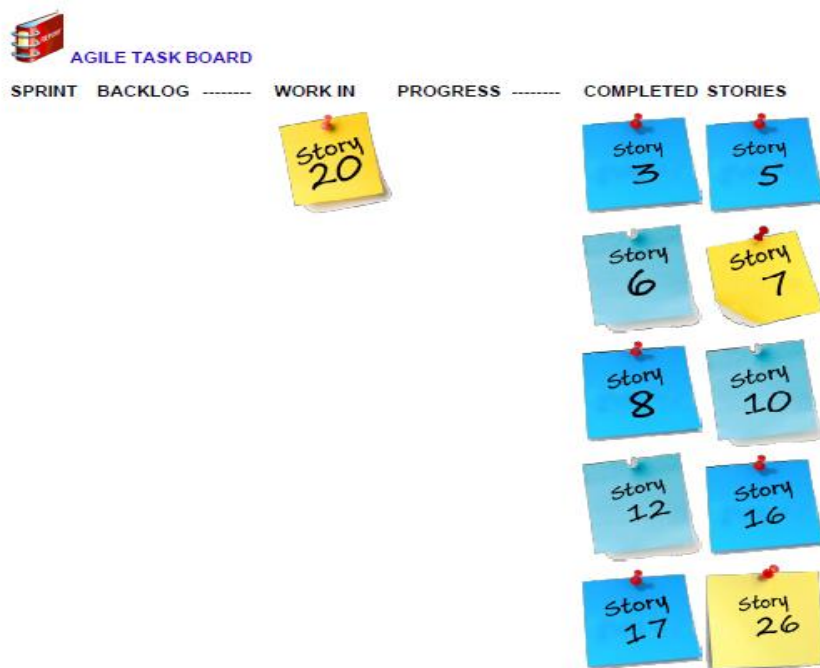 AGILE TASK BOARD
SPRINT BACKLOG -------- WORK IN PROGRESS -------- COMPLETED STORIES
Story
20
Story
3
Story
5
Story
6
Story
7
Story
8
Story
10
Story
12
Story
16
Story
17
Story
26